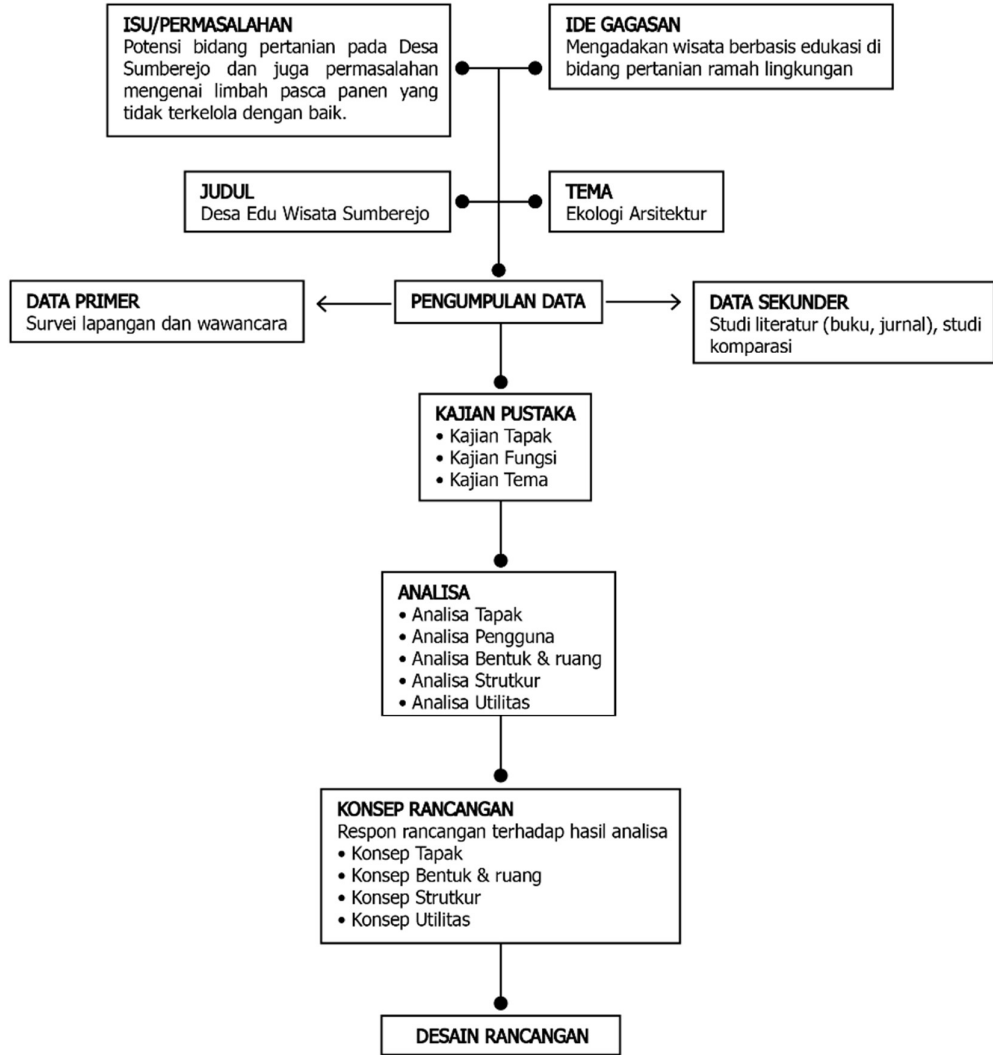 ISU/PERMASALAHAN
Potensi bidang pertanian pada Desa
Sumberejo dan juga permasalahan
mengenai limbah pasca panen yang
tidak terkelola dengan baik.
IDE GAGASAN
Mengadakan wisata berbasis edukasi di
bidang pertanian ramah lingkungan
JUDUL
Desa Edu Wisata Sumberejo
TEMA
Ekologi Arsitektur
DATA PRIMER
Survei lapangan dan wawancara
PENGUMPULAN DATA
DATA SEKUNDER
Studi literatur (buku, jurnal), studi
komparasi
KAJIAN PUSTAKA
• Kajian Tapak
• Kajian Fungsi
• Kajian Tema
ANALISA
• Analisa Tapak
• Analisa Pengguna
• Analisa Bentuk & ruang
• Analisa Strutkur
• Analisa Utilitas
KONSEP RANCANGAN
Respon rancangan terhadap hasil analisa
• Konsep Tapak
• Konsep Bentuk & ruang
• Konsep Strutkur
• Konsep Utilitas
DESAIN RANCANGAN